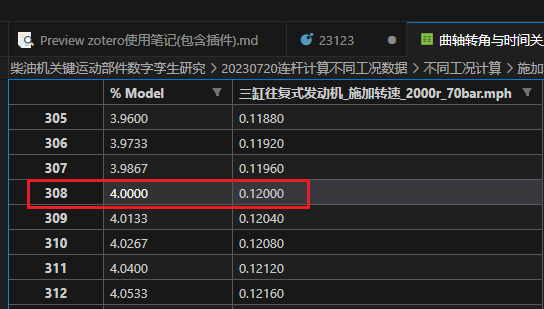 Preview zotero使用笔记(包含插件).md 23123 曲轴转角与时间关
柴油机关键运动部件数字孪生研究 > 20230720连杆计算不同工况数据 > 不同工况计算 > 施加
% Model 三缸往复式发动机_施加转速_2000r_70bar.mph
305 3.9600 0.11880
306 3.9733 0.11920
307 3.9867 0.11960
308 4.0000 0.12000
309 4.0133 0.12040
310 4.0267 0.12080
311 4.0400 0.12120
312 4.0533 0.12160